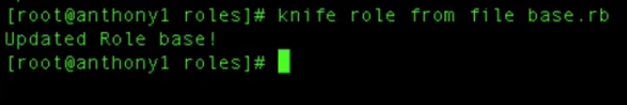 [root@anthony1 roles]# knife role from file base.rb
Updated Role base!
[root@anthony1 roles]#